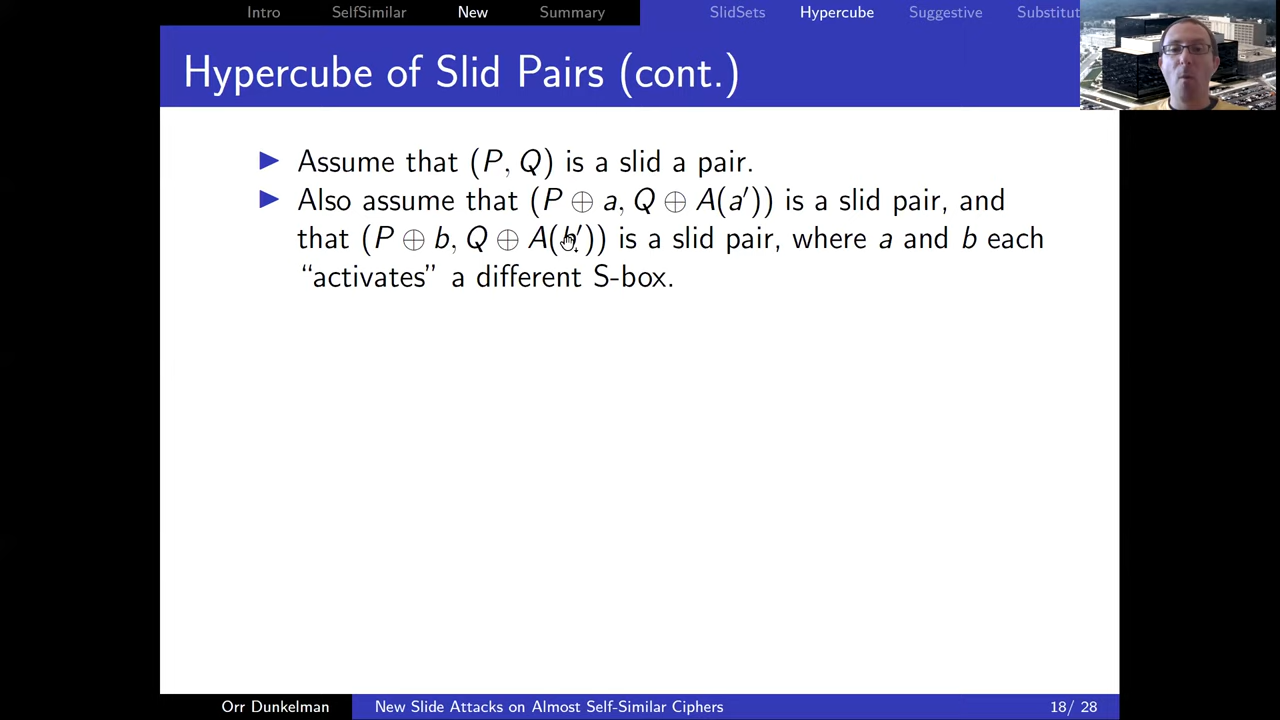 Intro SelfSimilar New Summary SlidSets Hypercube Suggestive Substitut
Hypercube of Slid Pairs (cont.)
▶ Assume that (P, Q) is a slid a pair.
▶ Also assume that (P ⊕ a, Q ⊕ A(a′)) is a slid pair, and
that (P ⊕ b, Q ⊕ A(b′)) is a slid pair, where a and b each
“activates” a different S-box.
Orr Dunkelman New Slide Attacks on Almost Self-Similar Ciphers 18/ 28